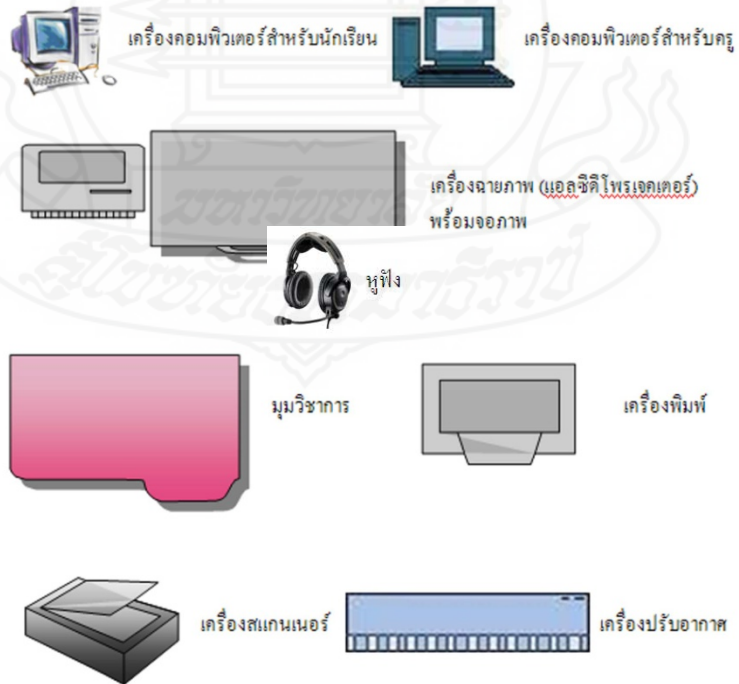 เครื่องคอมพิวเตอร์สำหรับนักเรียน
เครื่องคอมพิวเตอร์สำหรับครู
เครื่องฉายภาพ (แอลซิดิโพรเจคเตอร์)
พร้อมจอภาพ
หูฟัง
มุมวิชาการ
เครื่องพิมพ์
เครื่องสแกนเนอร์
เครื่องปรับอากาศ